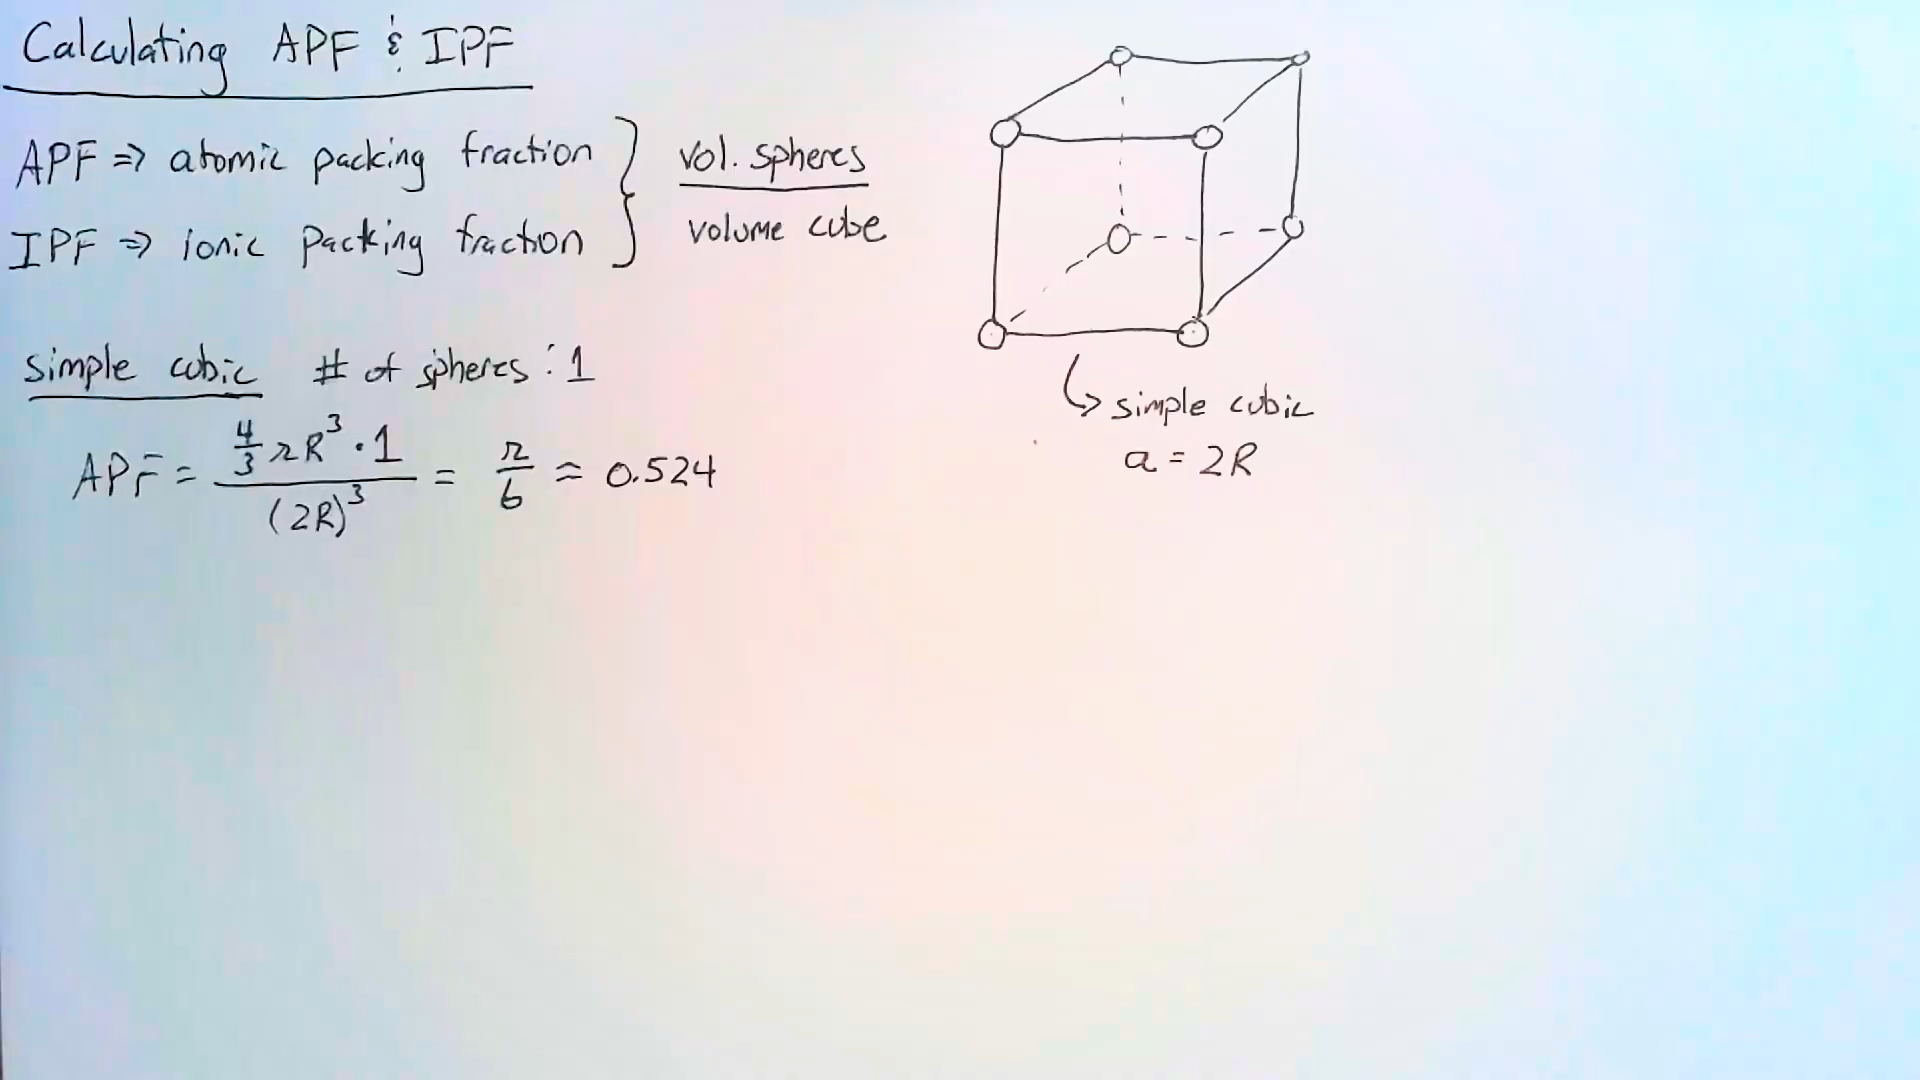 Calculating APF & IPF
APF ⇒ atomic packing fraction
IPF ⇒ ionic packing fraction
vol. spheres
volume cube
simple cubic # of spheres : 1
APF = 4/3 πR³ · 1 / (2R)³ = π/6 ≈ 0.524
simple cubic
a = 2R